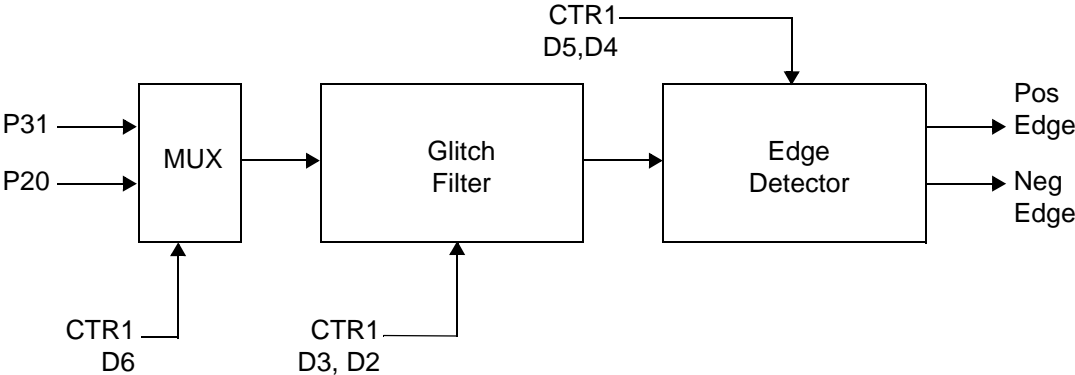 CTR1
D5,D4
P31
P20
MUX
Glitch
Filter
Edge
Detector
Pos
Edge
Neg
Edge
CTR1
D6
CTR1
D3, D2